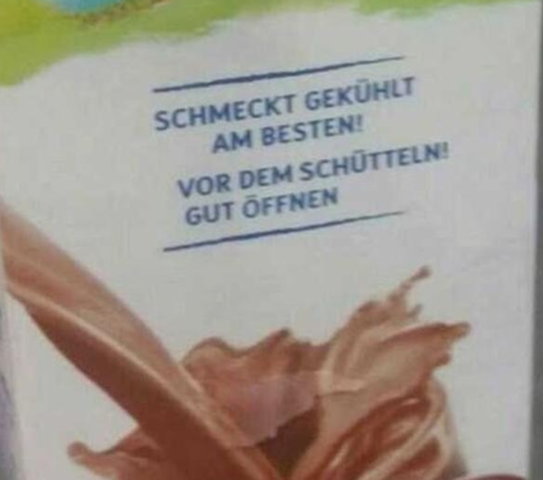 SCHMECKT GEKÜHLT
AM BESTEN!
VOR DEM SCHÜTTELN!
GUT ÖFFNEN